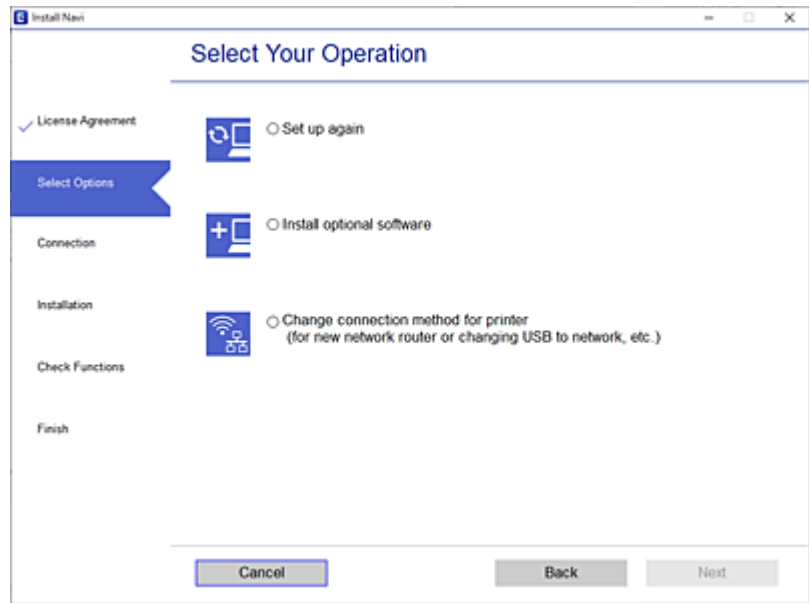 Install Navi
Select Your Operation
License Agreement
Select Options
Connection
Installation
Check Functions
Finish
Set up again
Install optional software
Change connection method for printer
(for new network router or changing USB to network, etc.)
Cancel
Back
Next